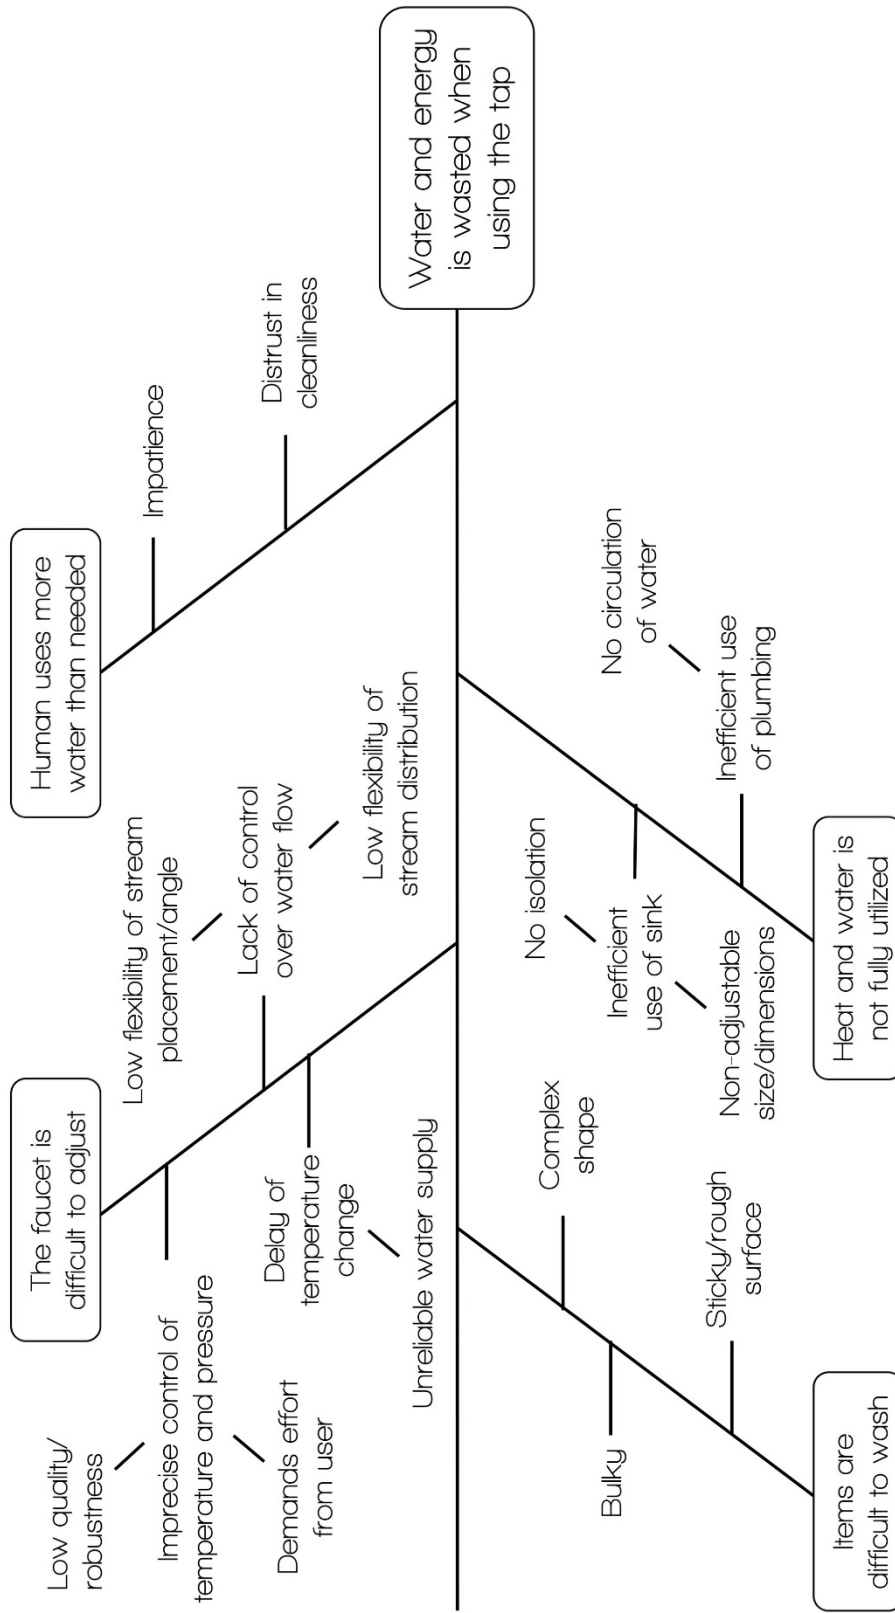 The faucet is
difficult to adjust
Low quality/
robustness
Imprecise control of
temperature and pressure
Demands effort
from user
Low flexibility of stream
placement/angle
Lack of control
over water flow
Low flexibility of
stream distribution
Delay of
temperature
change
Unreliable water supply
Human uses more
water than needed
Impatience
Distrust in
cleanliness
Water and energy
is wasted when
using the tap
Items are
difficult to wash
Complex
shape
Bulky
Sticky/rough
surface
Heat and water is
not fully utilized
No isolation
Inefficient
use of sink
Non-adjustable
size/dimensions
No circulation
of water
Inefficient use
of plumbing